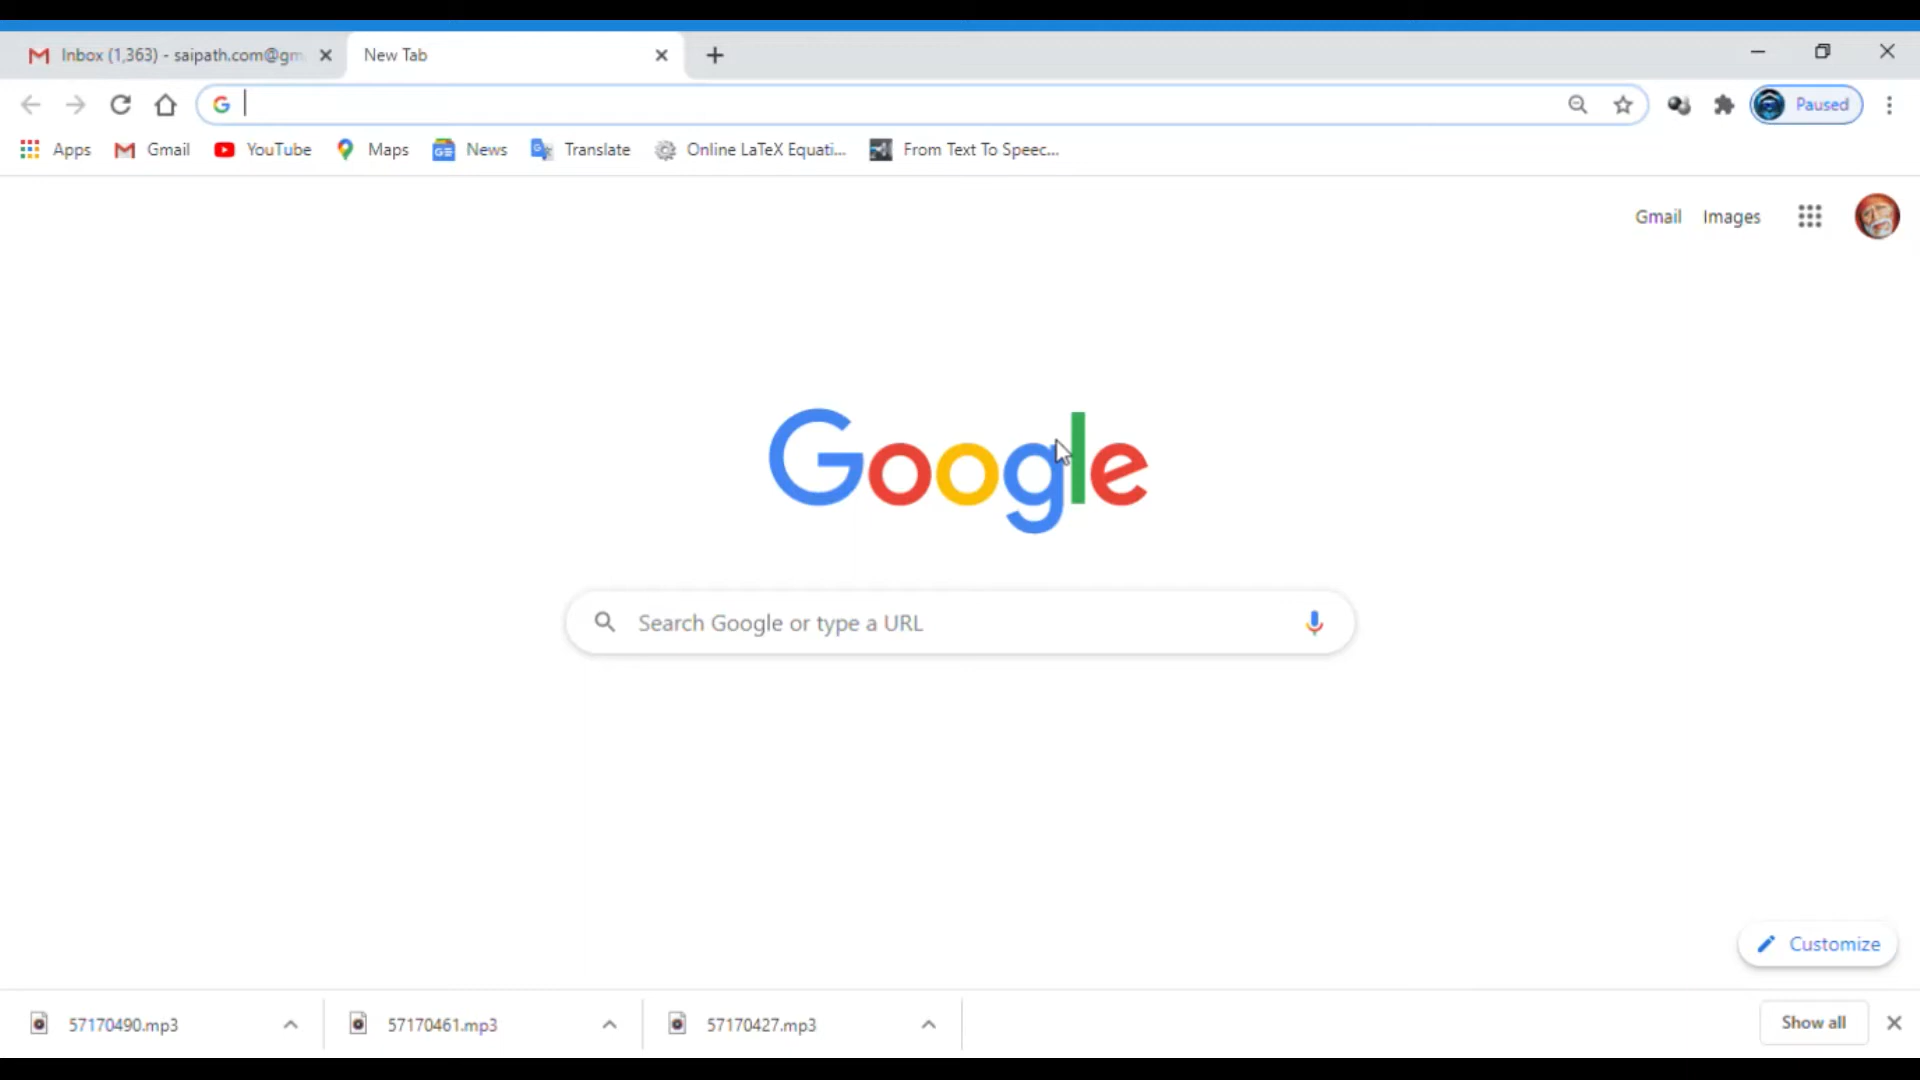 Inbox (1,363) - saipath.com@gm
New Tab
Paused
Apps
Gmail
YouTube
Maps
News
Translate
Online LaTeX Equati...
From Text To Speec...
Gmail
Images
Google
Search Google or type a URL
Customize
57170490.mp3
57170461.mp3
57170427.mp3
Show all